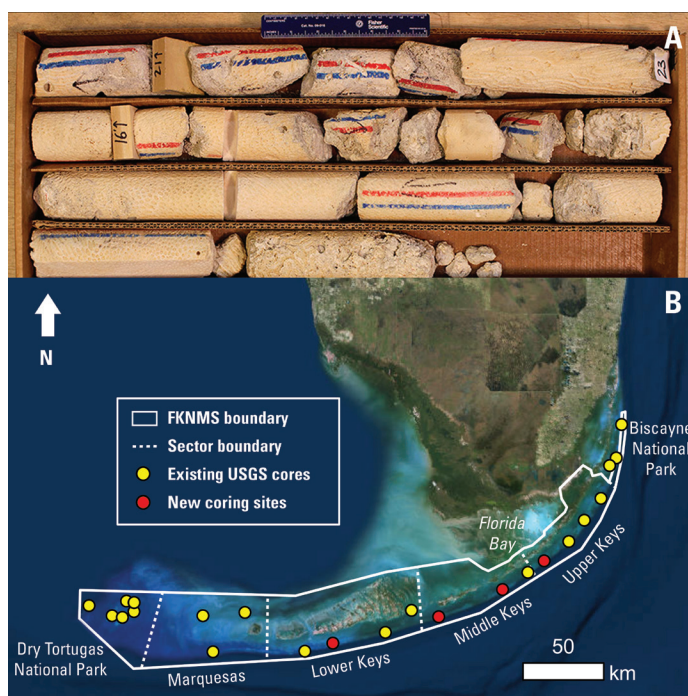 Fisher
Scientific
A
217
23
16↑
B
N
FKNMS boundary
Sector boundary
Existing USGS cores
New coring sites
Biscayne
National
Park
Florida
Bay
Upper Keys
Middle Keys
Lower Keys
Marquesas
Dry Tortugas
National Park
50
km